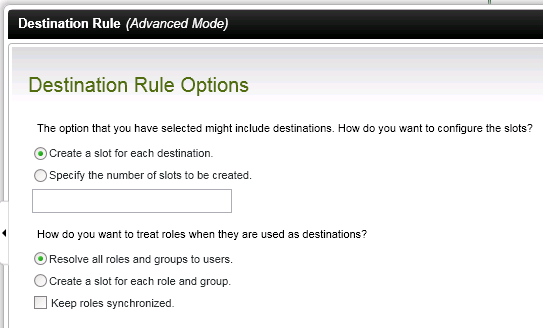 Destination Rule (Advanced Mode)
Destination Rule Options
The option that you have selected might include destinations. How do you want to configure the slots?
Create a slot for each destination.
Specify the number of slots to be created.
How do you want to treat roles when they are used as destinations?
Resolve all roles and groups to users.
Create a slot for each role and group.
Keep roles synchronized.